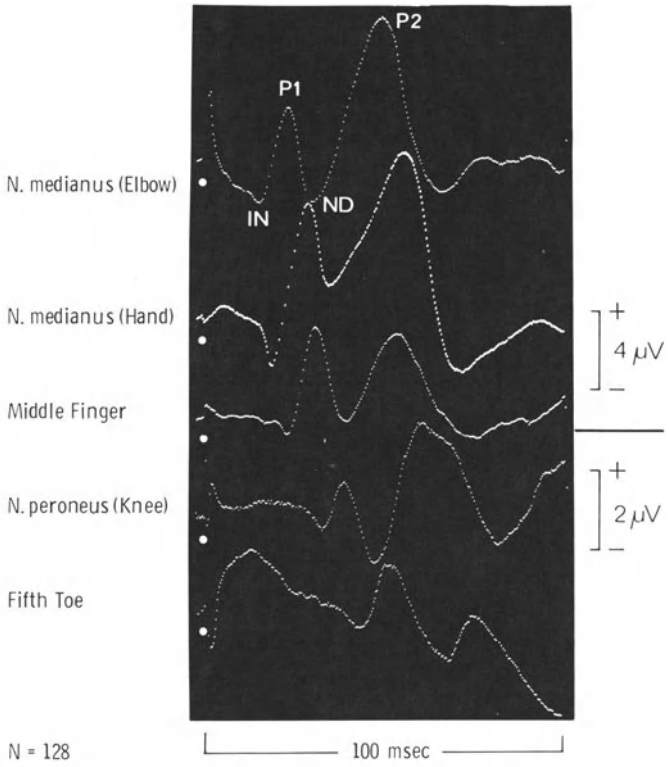 P2
P1
N. medianus (Elbow)
IN
ND
N. medianus (Hand)
+
4 µV
−
Middle Finger
N. peroneus (Knee)
+
2 µV
−
Fifth Toe
N = 128
100 msec